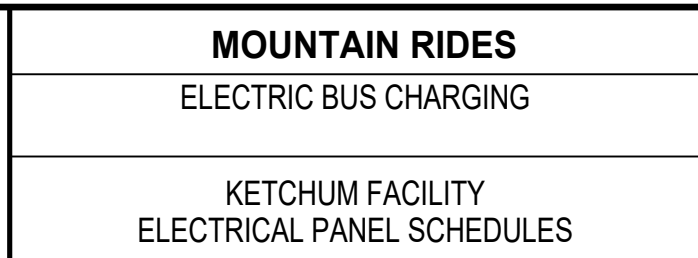 MOUNTAIN RIDES
ELECTRIC BUS CHARGING
KETCHUM FACILITY
ELECTRICAL PANEL SCHEDULES